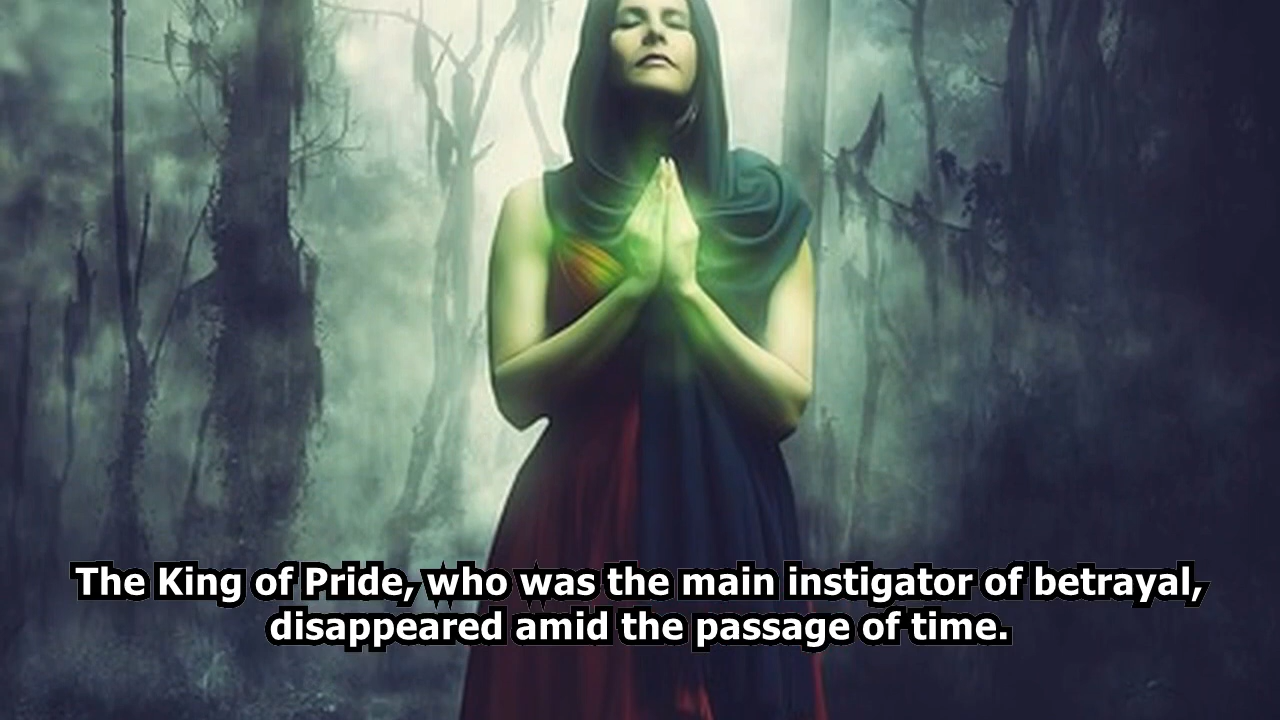 The King of Pride, who was the main instigator of betrayal,
disappeared amid the passage of time.